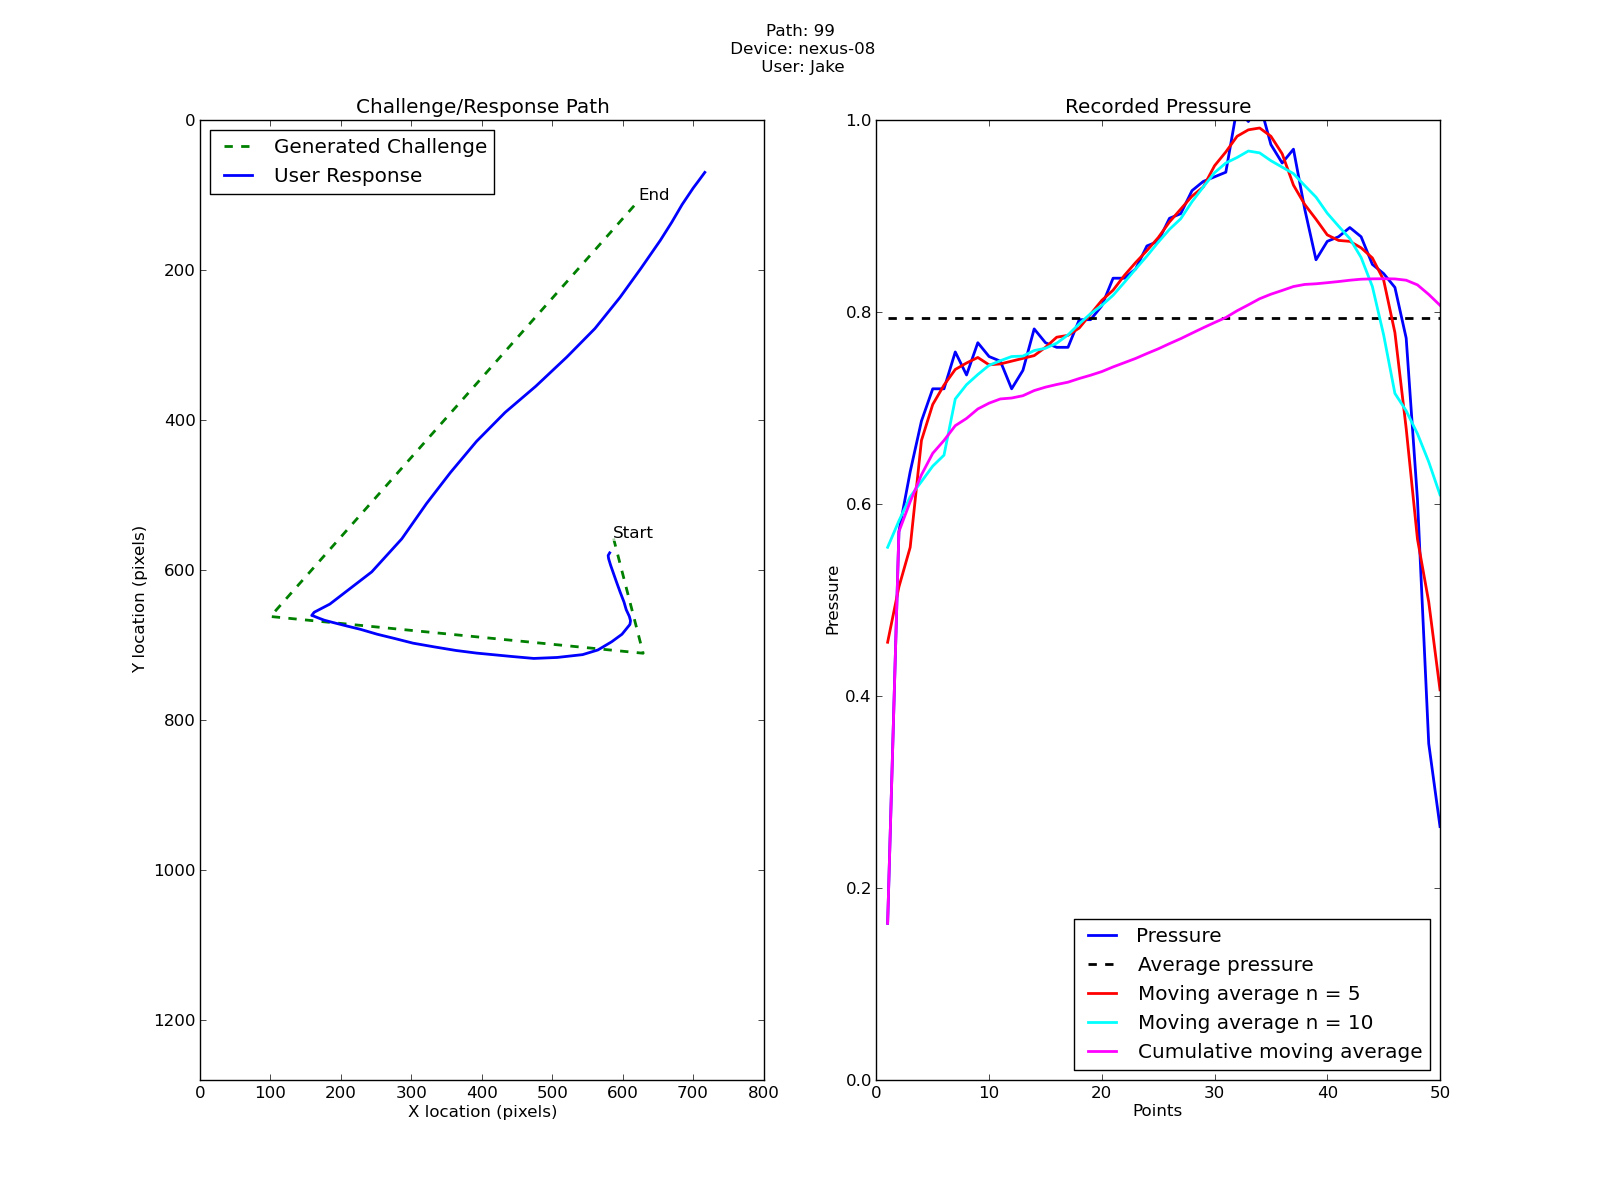 Path: 99
Device: nexus-08
User: Jake
Challenge/Response Path
Generated Challenge
User Response
End
Start
0
200
400
600
800
1000
1200
Y location (pixels)
0 100 200 300 400 500 600 700 800
X location (pixels)
Recorded Pressure
1.0
0.8
0.6
0.4
0.2
0.0
Pressure
Pressure
Average pressure
Moving average n = 5
Moving average n = 10
Cumulative moving average
0 10 20 30 40 50
Points